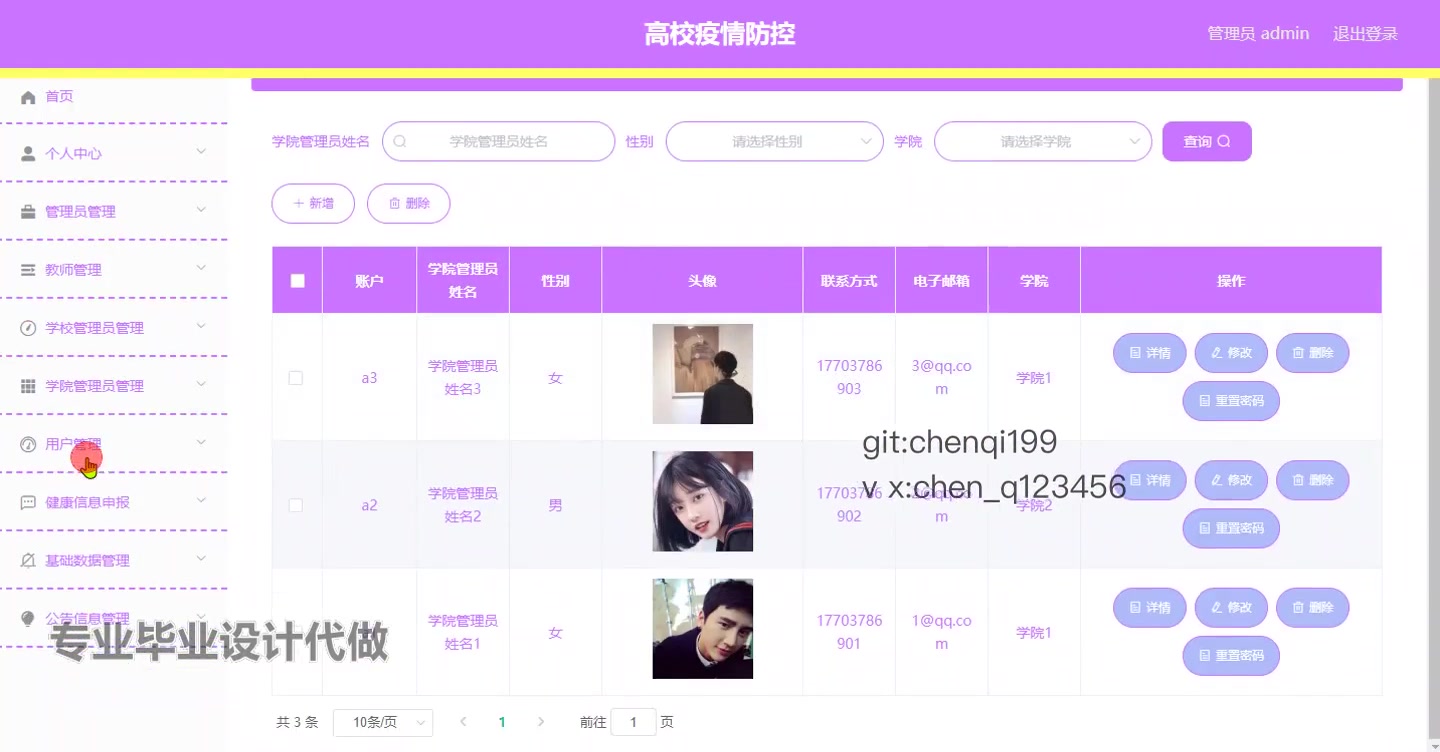 高校疫情防控
管理员 admin
退出登录
首页
个人中心
管理员管理
教师管理
学校管理员管理
学院管理员管理
用户管理
健康信息申报
基础数据管理
公告信息管理
学院管理员姓名
学院管理员姓名
性别
请选择性别
学院
请选择学院
查询
新增
删除
账户
学院管理员
姓名
性别
头像
联系方式
电子邮箱
学院
操作
a3
学院管理员
姓名3
女
17703786
903
3@qq.co
m
学院1
详情
修改
删除
重置密码
a2
学院管理员
姓名2
男
17703786
902
m
学院2
详情
修改
删除
重置密码
git:chenqi199
v x:chen_q123456
学院管理员
姓名1
女
17703786
901
1@qq.co
m
学院1
详情
修改
删除
重置密码
专业毕业设计代做
共 3 条
10条/页
1
前往
1
页